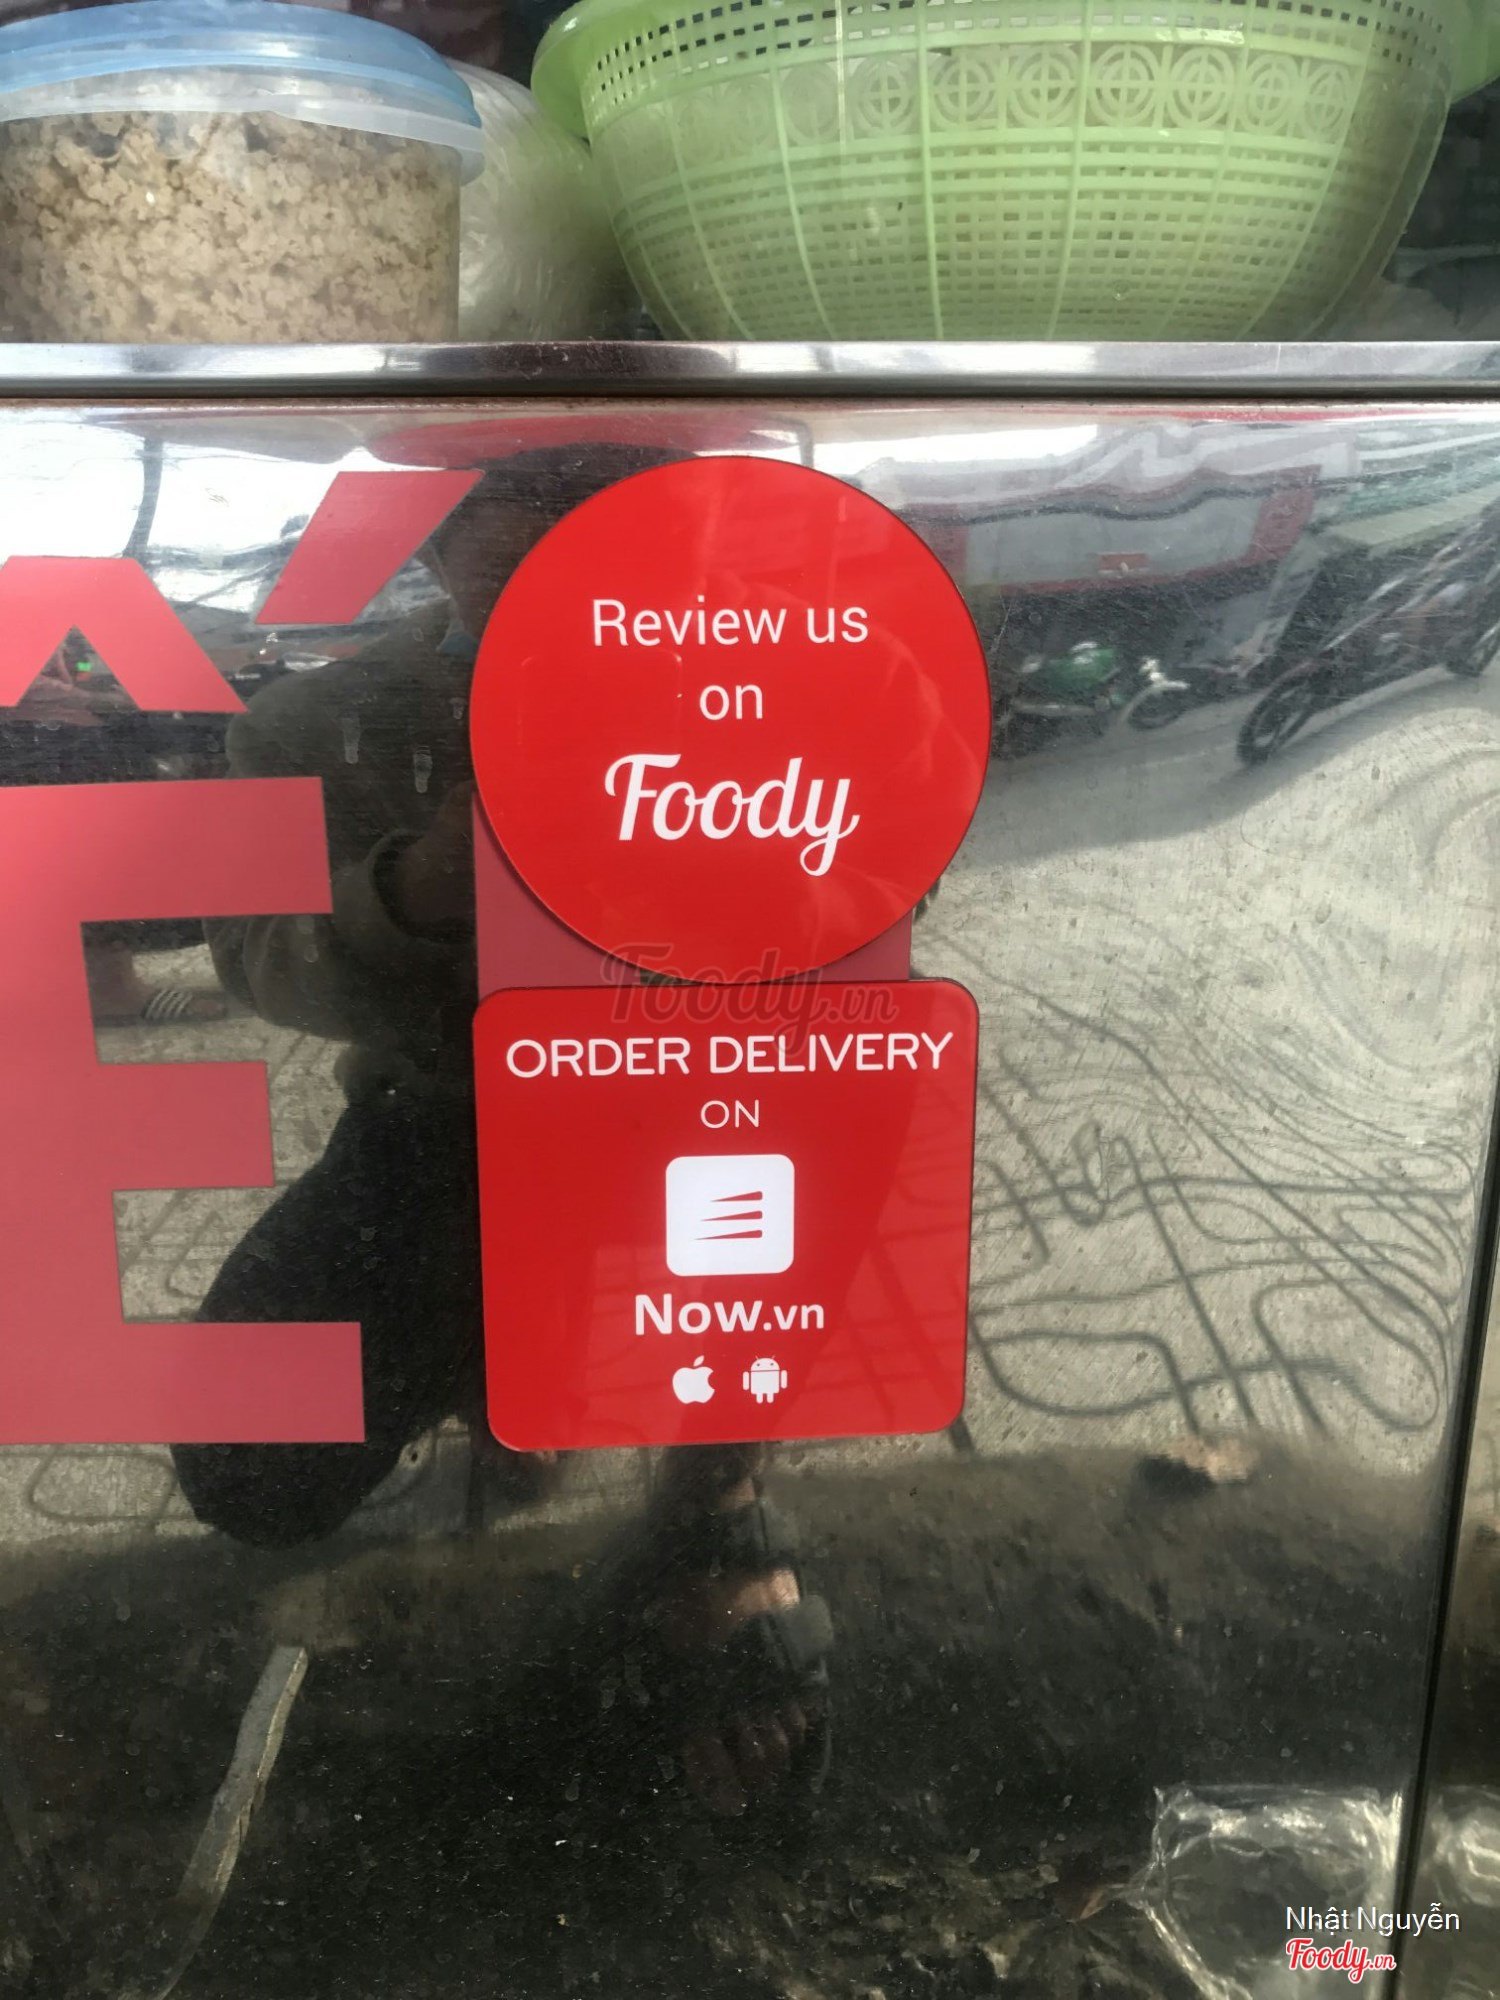 Ế
Review us
on
Foody
Foody.vn
ORDER DELIVERY
ON
Now.vn
Nhật Nguyễn
Foody.vn